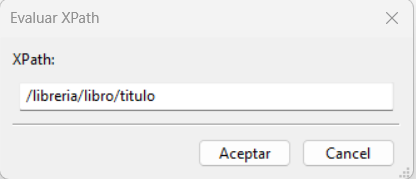 Evaluar XPath
XPath:
/libreria/libro/titulo
Aceptar
Cancel